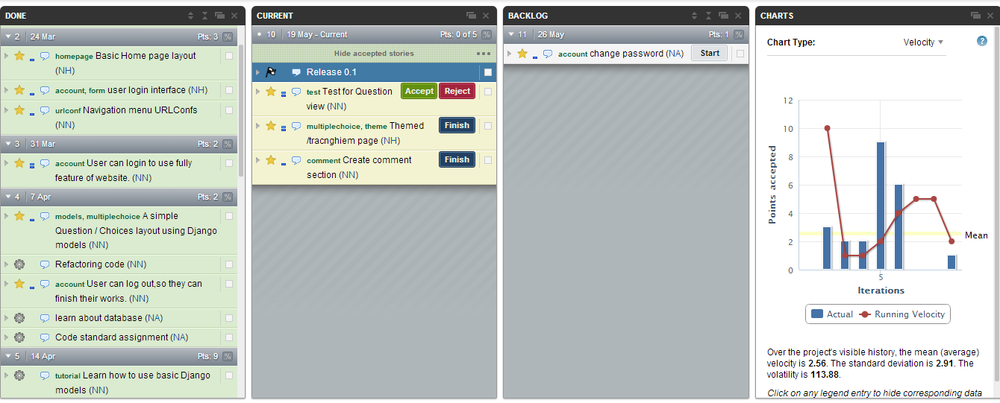 DONE
2 24 Mar Pts: 3 %
homepage Basic Home page layout
(NH)
account, form user login interface (NH)
urlconf Navigation menu URLConfs
(NN)
3 31 Mar Pts: 2 %
account User can login to use fully
feature of website. (NN)
4 7 Apr Pts: 2 %
models, multiplechoice A simple
Question / Choices layout using Django
models (NN)
Refactoring code (NN)
account User can log out,so they can
finish their works. (NN)
learn about database (NA)
Code standard assignment (NA)
5 14 Apr Pts: 9 %
tutorial Learn how to use basic Django
models (NN)
CURRENT
10 19 May - Current Pts: 0 of 5 %
Hide accepted stories
Release 0.1
test Test for Question Accept Reject
view (NN)
multiplechoice, theme Themed Finish
/tracnghiem page (NH)
comment Create comment Finish
section (NN)
BACKLOG
11 26 May Pts: 1 %
account change password (NA) Start
CHARTS
Chart Type: Velocity ?
12
10
8
6
4
2
0
Points accepted
Mean
5
Iterations
Actual Running Velocity
Over the project's visible history, the mean (average)
velocity is 2.56. The standard deviation is 2.91. The
volatility is 113.88.
Click on any legend entry to hide corresponding data